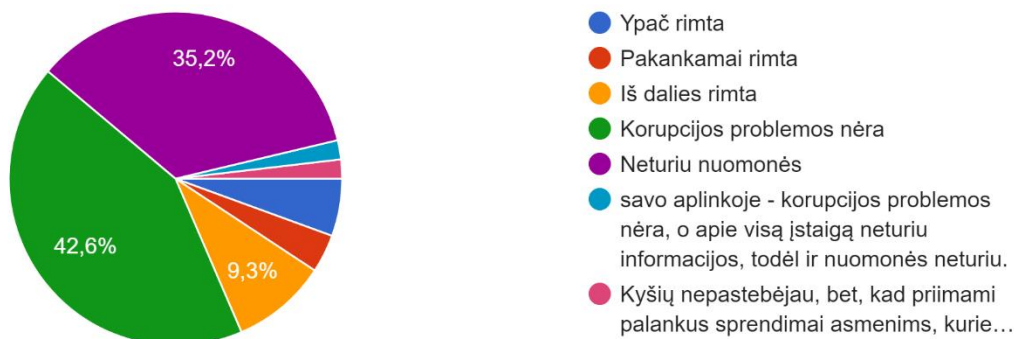 35,2%
42,6%
9,3%
Ypač rimta
Pakankamai rimta
Iš dalies rimta
Korupcijos problemos nėra
Neturiu nuomonės
savo aplinkoje - korupcijos problemos
nėra, o apie visą įstaigą neturiu
informacijos, todėl ir nuomonės neturiu.
Kyšių nepastebėjau, bet, kad priimami
palankus sprendimai asmenims, kurie…